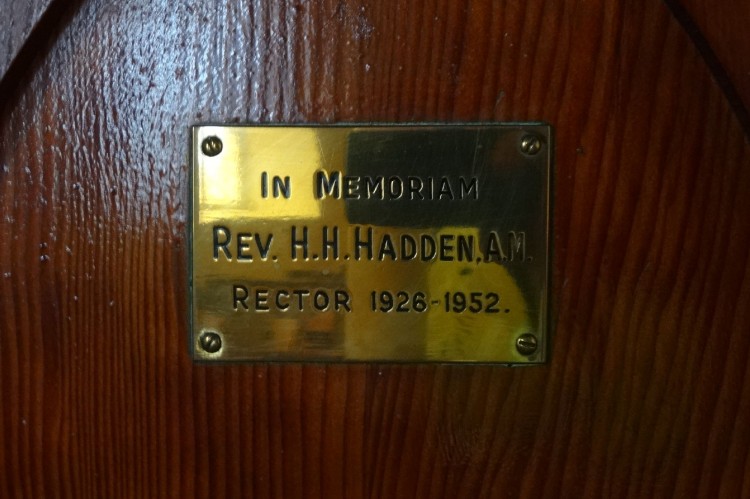 IN MEMORIAM
REV. H.H.HADDEN, A.M.
RECTOR 1926-1952.